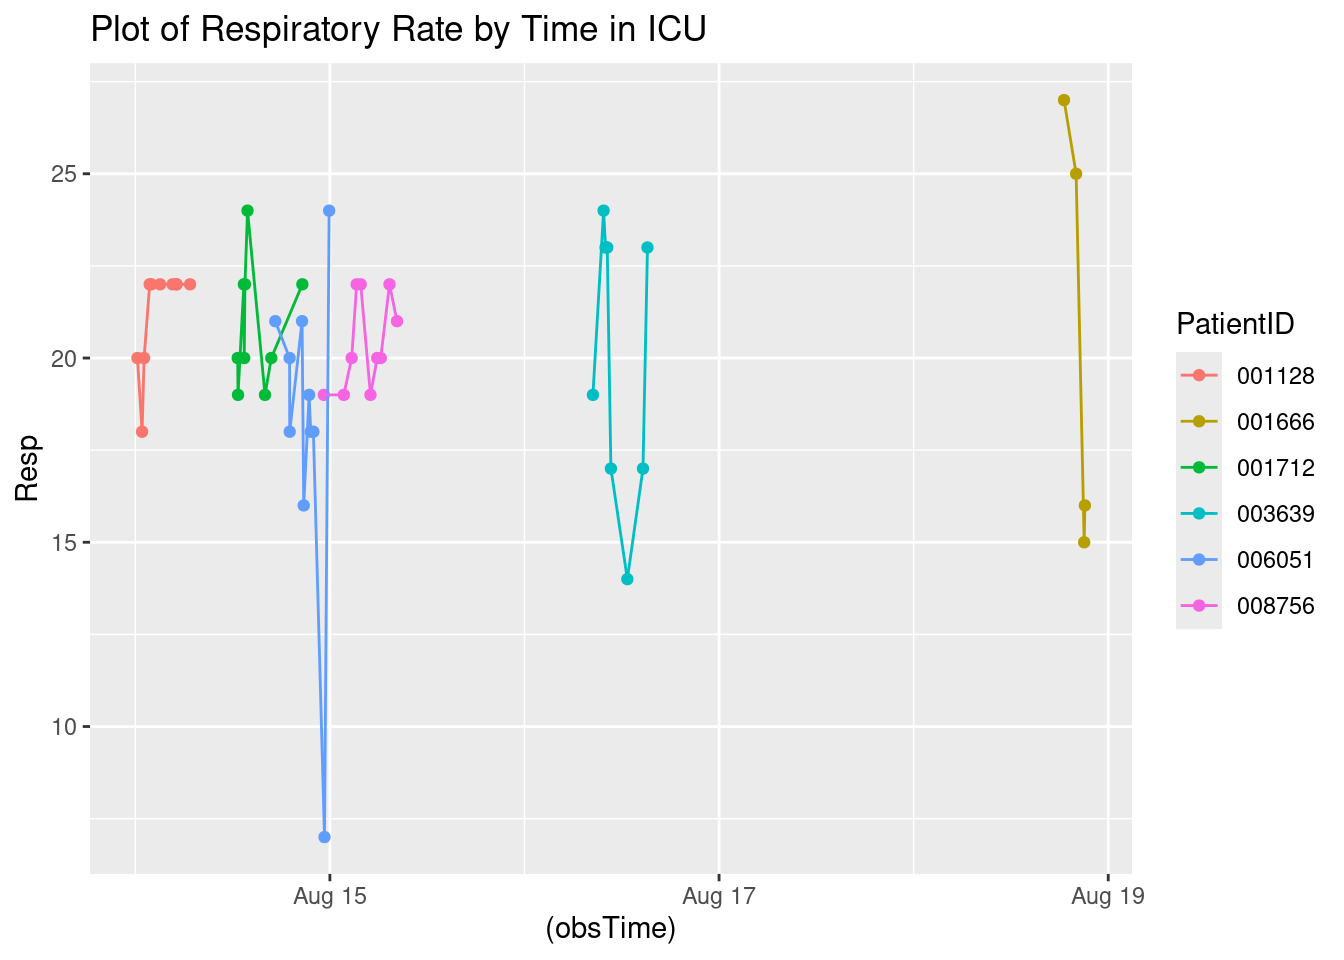 Plot of Respiratory Rate by Time in ICU
25
20
15
10
Resp
Aug 15
Aug 17
Aug 19
(obsTime)
PatientID
001128
001666
001712
003639
006051
008756